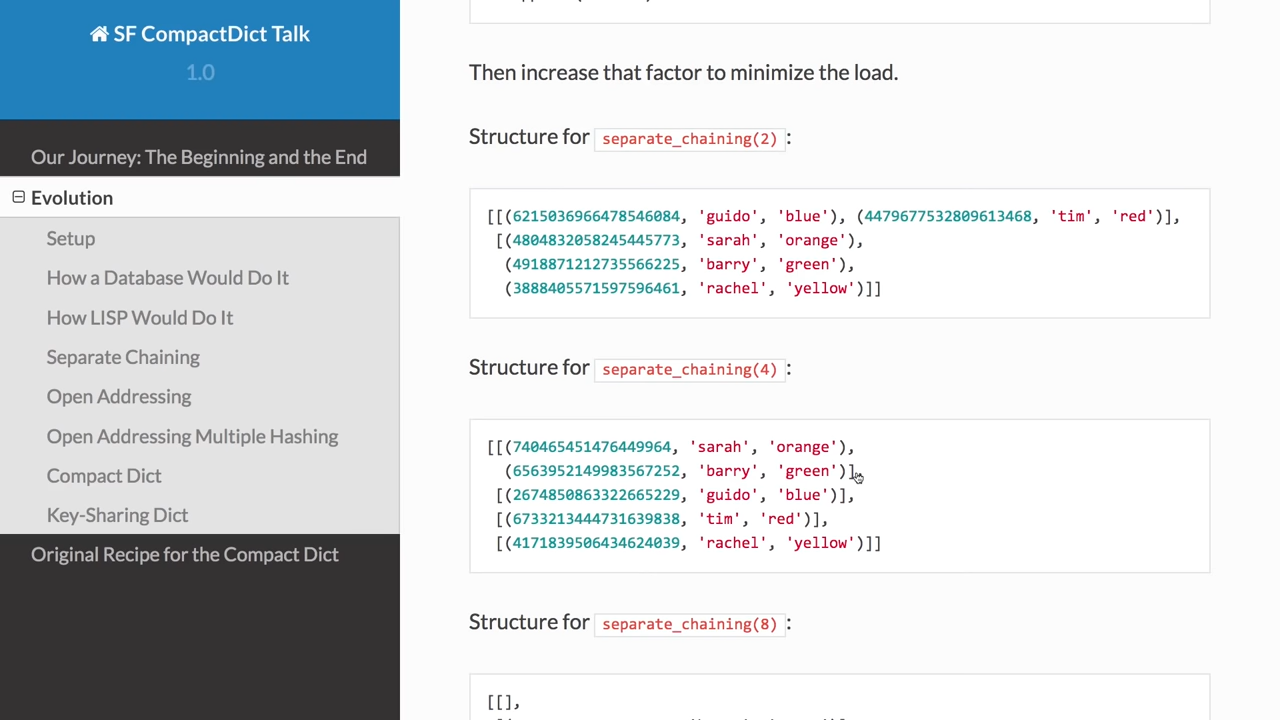 SF CompactDict Talk
1.0
Our Journey: The Beginning and the End
Evolution
Setup
How a Database Would Do It
How LISP Would Do It
Separate Chaining
Open Addressing
Open Addressing Multiple Hashing
Compact Dict
Key-Sharing Dict
Original Recipe for the Compact Dict
Then increase that factor to minimize the load.
Structure for separate_chaining(2):
[[(6215036966478546084, 'guido', 'blue'), (4479677532809613468, 'tim', 'red')],
[(4804832058245445773, 'sarah', 'orange'),
(4918871212735566225, 'barry', 'green'),
(3888405571597596461, 'rachel', 'yellow')]]
Structure for separate_chaining(4):
[[(740465451476449964, 'sarah', 'orange'),
(6563952149983567252, 'barry', 'green')],
[(2674850863322665229, 'guido', 'blue')],
[(6733213444731639838, 'tim', 'red')],
[(4171839506434624039, 'rachel', 'yellow')]]
Structure for separate_chaining(8):
[[],